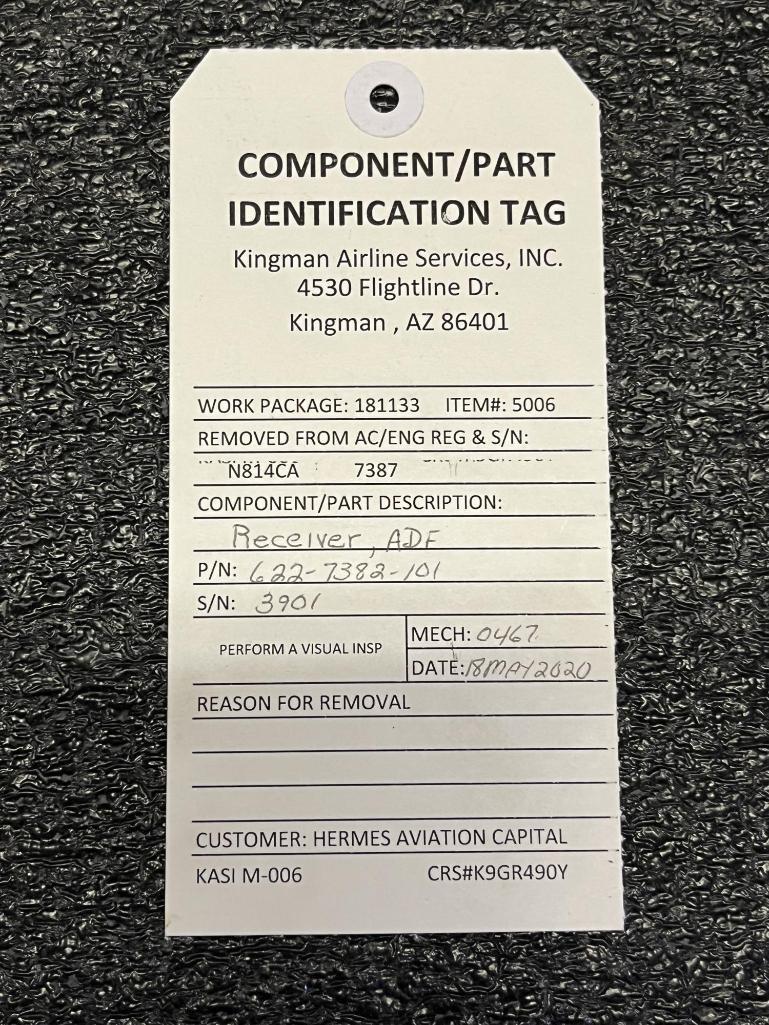 COMPONENT/PART
IDENTIFICATION TAG
Kingman Airline Services, INC.
4530 Flightline Dr.
Kingman , AZ 86401
WORK PACKAGE: 181133 ITEM#: 5006
REMOVED FROM AC/ENG REG & S/N:
N814CA 7387
COMPONENT/PART DESCRIPTION:
Receiver, ADF
P/N: 622-7382-101
S/N: 3901
PERFORM A VISUAL INSP
MECH: 0467
DATE: 18MAY2020
REASON FOR REMOVAL
CUSTOMER: HERMES AVIATION CAPITAL
KASI M-006 CRS#K9GR490Y